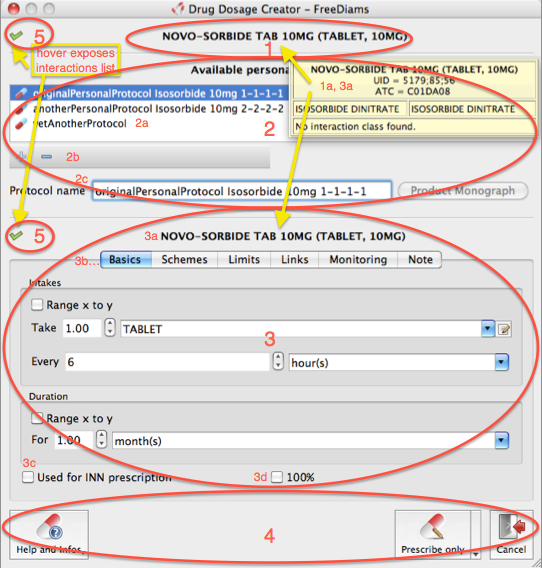 Drug Dosage Creator - FreeDiams
5
NOVO-SORBIDE TAB 10MG (TABLET, 10MG)
1
hover exposes
interactions list
Available persona
NOVO-SORBIDE TAB 10MG (TABLET, 10MG)
UID = 5179,85;56
ATC = C01DA08
1a, 3a
ISOSORBIDE DINITRATE ISOSORBIDE DINITRATE
No interaction class found.
originalPersonalProtocol Isosorbide 10mg 1-1-1-1
anotherPersonalProtocol Isosorbide 10mg 2-2-2-2
yetAnotherProtocol 2a
2
2b
2c
Protocol name originalPersonalProtocol Isosorbide 10mg 1-1-1-1 Product Monograph
5
3a NOVO-SORBIDE TAB 10MG (TABLET, 10MG)
3b... Basics Schemes Limits Links Monitoring Note
Intakes
Range x to y
Take 1.00 TABLET
3
Every 6 hour(s)
Duration
Range x to y
For 1.00 month(s)
3c
Used for INN prescription 3d 100%
4
Help and infos Prescribe only Cancel